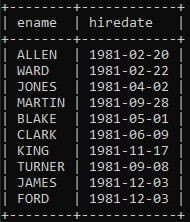 +--------+------------+
| ename | hiredate |
+--------+------------+
| ALLEN | 1981-02-20 |
| WARD | 1981-02-22 |
| JONES | 1981-04-02 |
| MARTIN | 1981-09-28 |
| BLAKE | 1981-05-01 |
| CLARK | 1981-06-09 |
| KING | 1981-11-17 |
| TURNER | 1981-09-08 |
| JAMES | 1981-12-03 |
| FORD | 1981-12-03 |
+--------+------------+